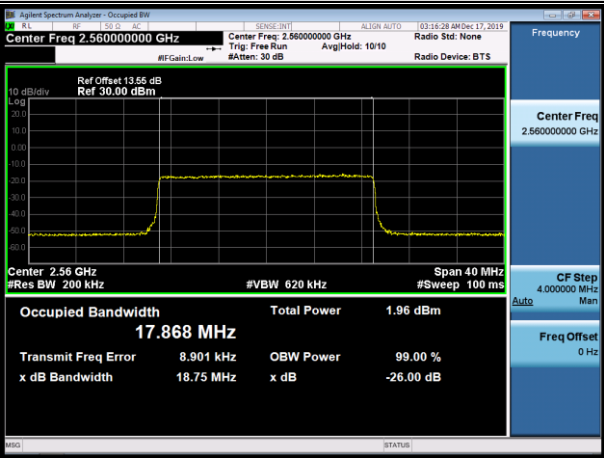 Agilent Spectrum Analyzer - Occupied BW
RL RF 50 Ω AC SENSE:INT ALIGN AUTO 03:16:28 AM Dec 17, 2019
Center Freq 2.560000000 GHz
Center Freq: 2.560000000 GHz
Radio Std: None
Trig: Free Run Avg|Hold: 10/10
#IFGain:Low
#Atten: 30 dB
Radio Device: BTS
Ref Offset 13.55 dB
10 dB/div Ref 30.00 dBm
Log
20.0
10.0
0.00
-10.0
-20.0
-30.0
-40.0
-50.0
-60.0
Center 2.56 GHz Span 40 MHz
#Res BW 200 kHz #VBW 620 kHz #Sweep 100 ms
Occupied Bandwidth Total Power 1.96 dBm
17.868 MHz
Transmit Freq Error 8.901 kHz OBW Power 99.00 %
x dB Bandwidth 18.75 MHz x dB -26.00 dB
MSG STATUS
Frequency
Center Freq
2.560000000 GHz
CF Step
4.000000 MHz
Auto Man
Freq Offset
0 Hz